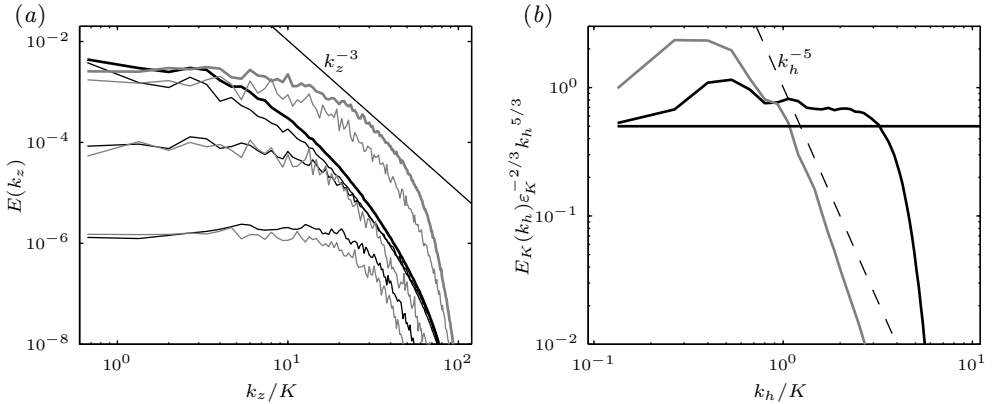 (a)
(b)
10^{-2}
10^{-4}
10^{-6}
10^{-8}
E(k_z)
k_z^{-3}
10^0
10^1
10^2
k_z/K
10^0
10^{-1}
10^{-2}
E_K(k_h)ε_K^{-2/3}k_h^{5/3}
k_h^{-5}
10^{-1}
10^0
10^1
k_h/K